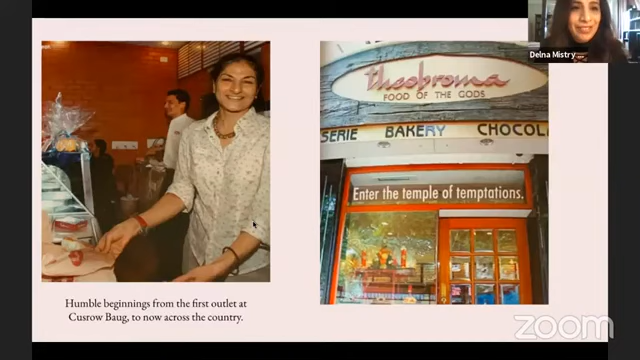 Delna Mistry
theobroma
FOOD OF THE GODS
SERIE BAKERY CHOCOL
Enter the temple of temptations.
Humble beginnings from the first outlet at
Cusrow Baug, to now across the country.
zoom